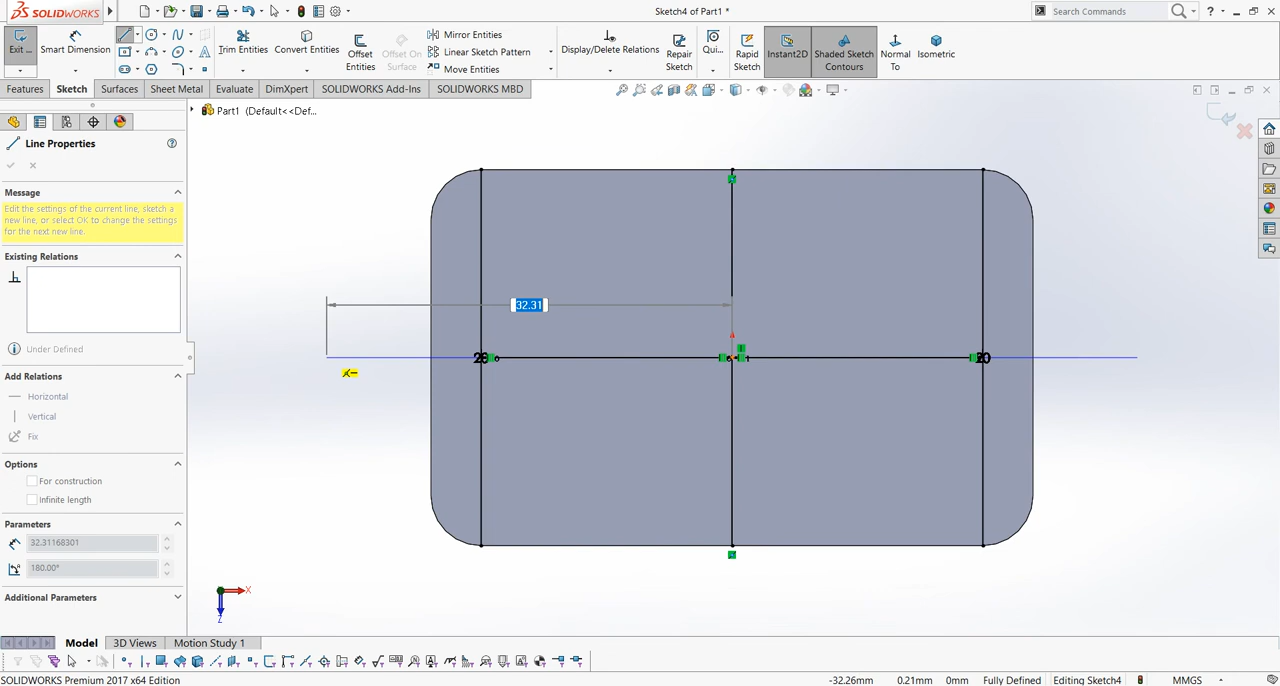 SOLIDWORKS
Sketch4 of Part1 *
Search Commands
Exit ...
Smart Dimension
Trim Entities
Convert Entities
Offset Entities
Offset On Surface
Mirror Entities
Linear Sketch Pattern
Move Entities
Display/Delete Relations
Repair Sketch
Qui...
Rapid Sketch
Instant2D
Shaded Sketch Contours
Normal To
Isometric
Features
Sketch
Surfaces
Sheet Metal
Evaluate
DimXpert
SOLIDWORKS Add-Ins
SOLIDWORKS MBD
Part1 (Default<<Def...
Line Properties
Message
Edit the settings of the current line, sketch a
new line, or select OK to change the settings
for the next new line.
Existing Relations
Under Defined
Add Relations
Horizontal
Vertical
Fix
Options
For construction
Infinite length
Parameters
32.31168301
180.00°
Additional Parameters
32.31
20
X
Z
Model
3D Views
Motion Study 1
SOLIDWORKS Premium 2017 x64 Edition
-32.26mm
0.21mm
0mm
Fully Defined
Editing Sketch4
MMGS